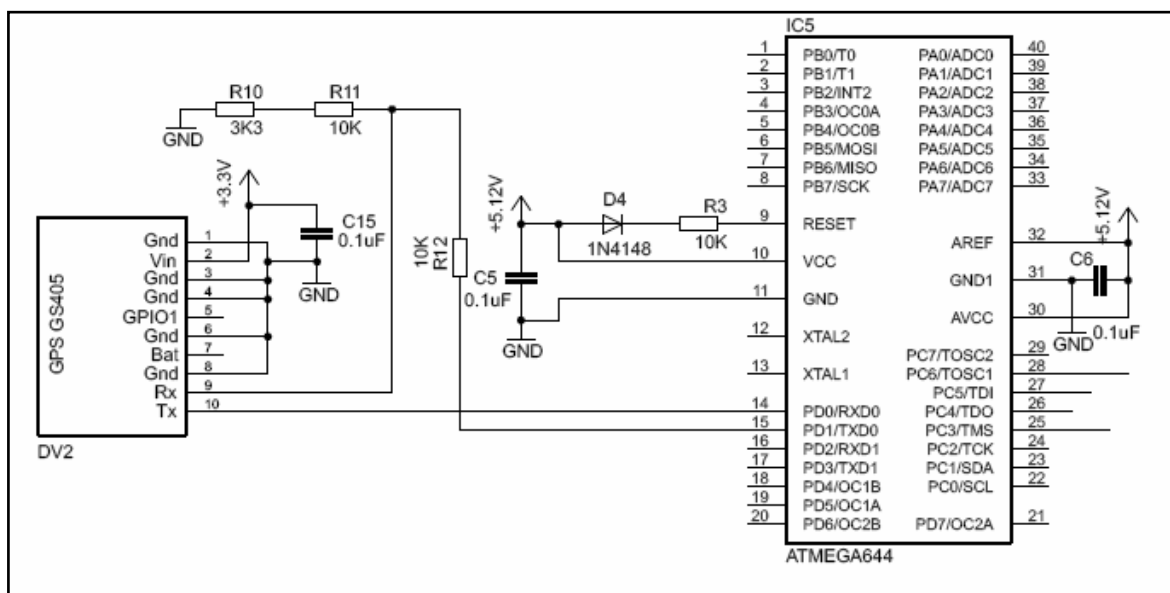 IC5
1 PB0/T0 PA0/ADC0 40
2 PB1/T1 PA1/ADC1 39
3 PB2/INT2 PA2/ADC2 38
4 PB3/OC0A PA3/ADC3 37
5 PB4/OC0B PA4/ADC4 36
6 PB5/MOSI PA5/ADC5 35
7 PB6/MISO PA6/ADC6 34
8 PB7/SCK PA7/ADC7 33
9 RESET
AREF 32
10 VCC
GND1 31
11 GND
AVCC 30
12 XTAL2
PC7/TOSC2 29
13 XTAL1 PC6/TOSC1 28
PC5/TDI 27
14 PD0/RXD0 PC4/TDO 26
15 PD1/TXD0 PC3/TMS 25
16 PD2/RXD1 PC2/TCK 24
17 PD3/TXD1 PC1/SDA 23
18 PD4/OC1B PC0/SCL 22
19 PD5/OC1A
20 PD6/OC2B PD7/OC2A 21
ATMEGA644
R10
3K3
R11
10K
GND
+3.3V
C15
0.1uF
GND
10K
R12
+5.12V
D4
1N4148
R3
10K
C5
0.1uF
GND
+5.12V
C6
0.1uF
GND
GPS GS405
Gnd 1
Vin 2
Gnd 3
Gnd 4
GPIO1 5
Gnd 6
Bat 7
Gnd 8
Rx 9
Tx 10
DV2